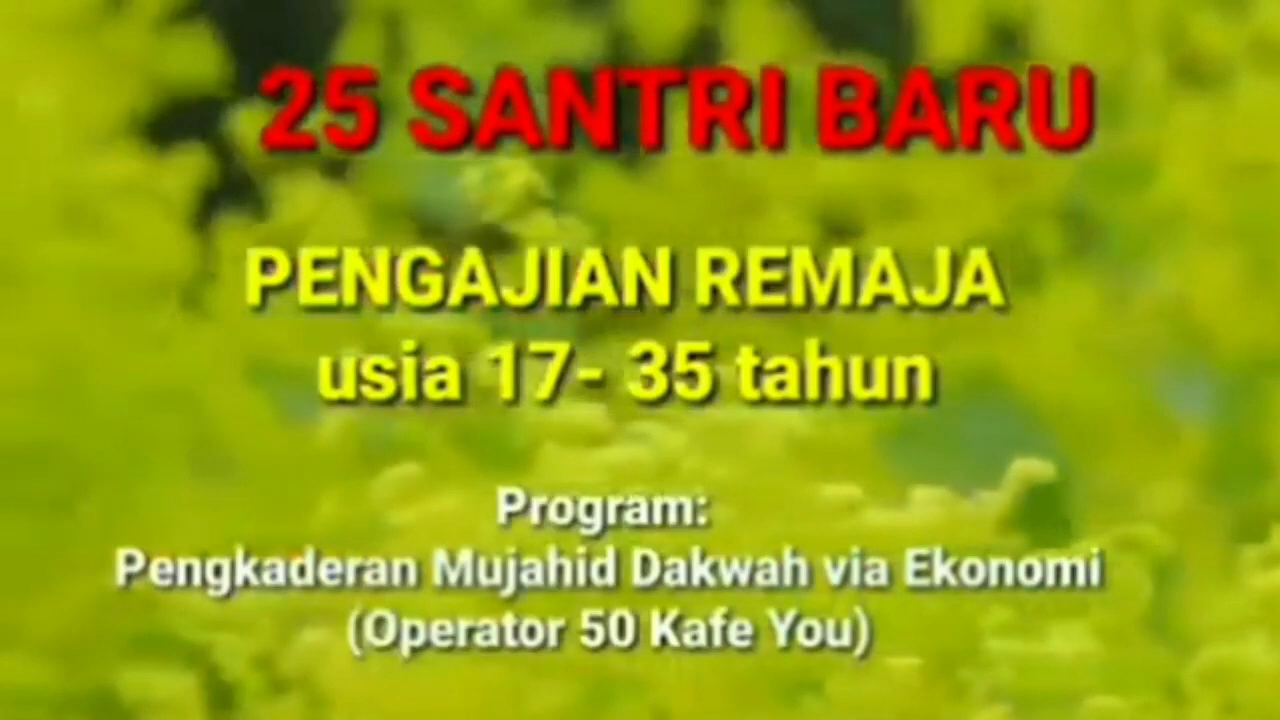 25 SANTRI BARU
PENGAJIAN REMAJA
usia 17- 35 tahun
Program:
Pengkaderan Mujahid Dakwah via Ekonomi
(Operator 50 Kafe You)